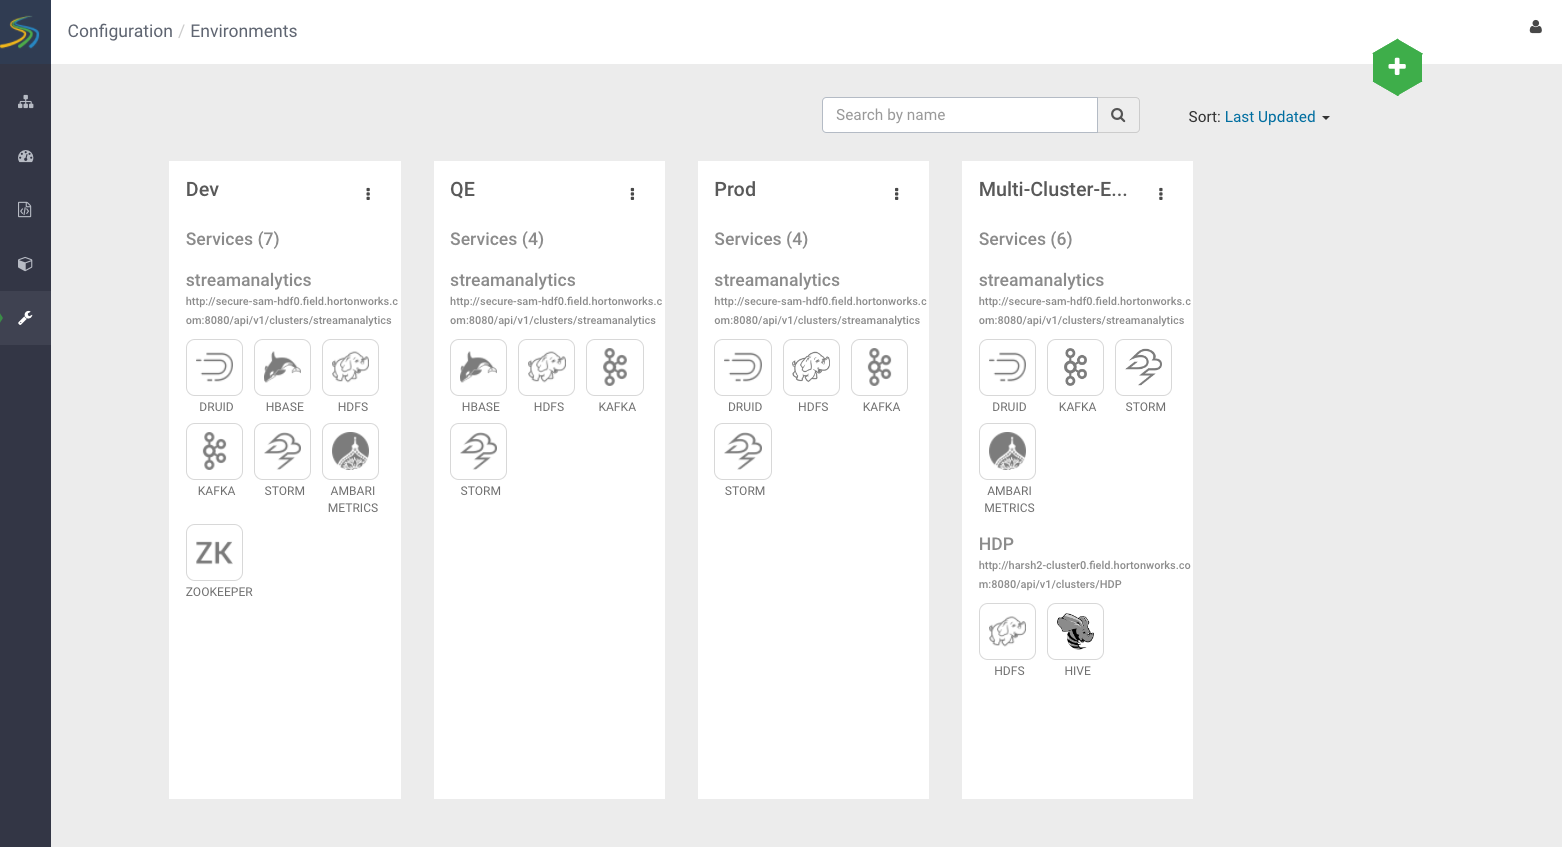 Configuration / Environments
Search by name
Sort: Last Updated
Dev
Services (7)
streamanalytics
http://secure-sam-hdf0.field.hortonworks.c
om:8080/api/v1/clusters/streamanalytics
DRUID HBASE HDFS
KAFKA STORM AMBARI
METRICS
ZK
ZOOKEEPER
QE
Services (4)
streamanalytics
http://secure-sam-hdf0.field.hortonworks.c
om:8080/api/v1/clusters/streamanalytics
HBASE HDFS KAFKA
STORM
Prod
Services (4)
streamanalytics
http://secure-sam-hdf0.field.hortonworks.c
om:8080/api/v1/clusters/streamanalytics
DRUID HDFS KAFKA
STORM
Multi-Cluster-E...
Services (6)
streamanalytics
http://secure-sam-hdf0.field.hortonworks.c
om:8080/api/v1/clusters/streamanalytics
DRUID KAFKA STORM
AMBARI
METRICS
HDP
http://harsh2-cluster0.field.hortonworks.co
m:8080/api/v1/clusters/HDP
HDFS HIVE